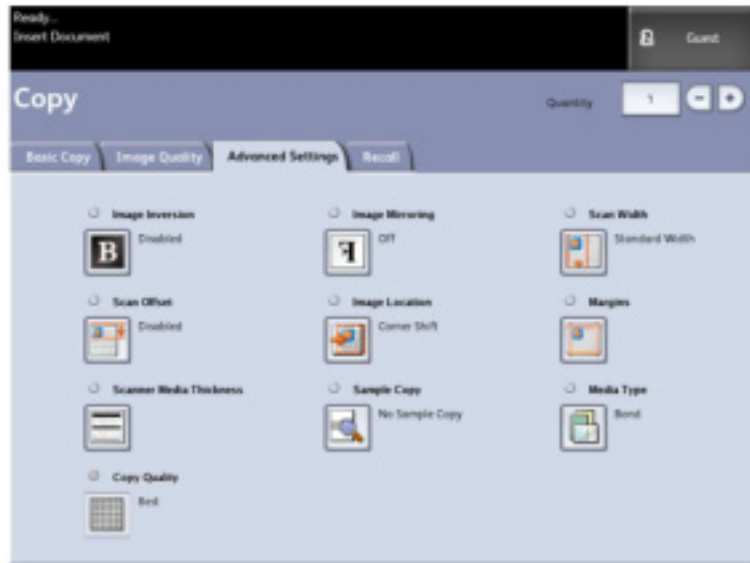 Ready...
Insert Document
Guest
Copy
Quantity
1
Basic Copy
Image Quality
Advanced Settings
Recall
Image Inversion
Disabled
Image Mirroring
Off
Scan Width
Standard Width
Scan Offset
Disabled
Image Location
Corner Shift
Margins
Scanner Media Thickness
Sample Copy
No Sample Copy
Media Type
Bond
Copy Quality
Best